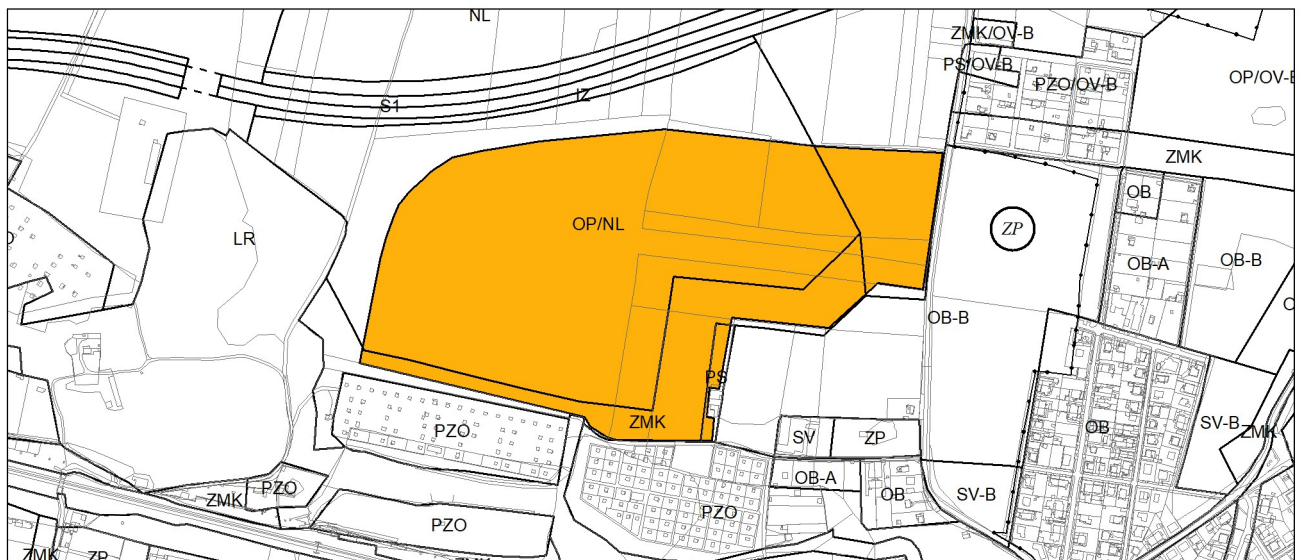 NL
ZMK/OV-B
PS/OV-B
PZO/OV-B
OP/OV-B
S1
IZ
ZMK
OB
ZP
OP/NL
LR
OB-A
OB-B
OB-B
PS
PZO
ZMK
SV
ZP
OB
SV-B
ZMK
OB-A
OB
SV-B
PZO
ZMK
PZO
PZO
ZMK
ZP